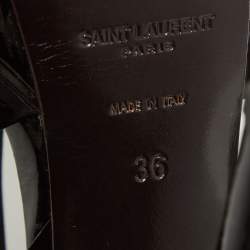 SAINT LAURENT
PARIS
MADE IN ITALY
36